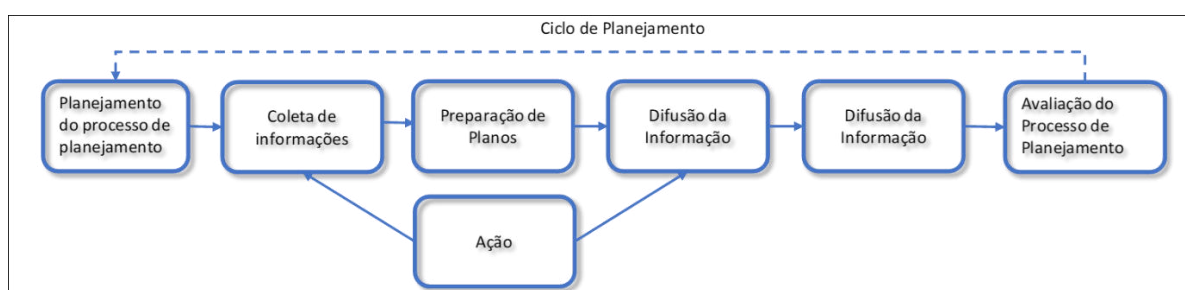 Ciclo de Planejamento
Planejamento
do processo de
planejamento
Coleta de
informações
Preparação de
Planos
Difusão da
Informação
Difusão da
Informação
Avaliação do
Processo de
Planejamento
Ação